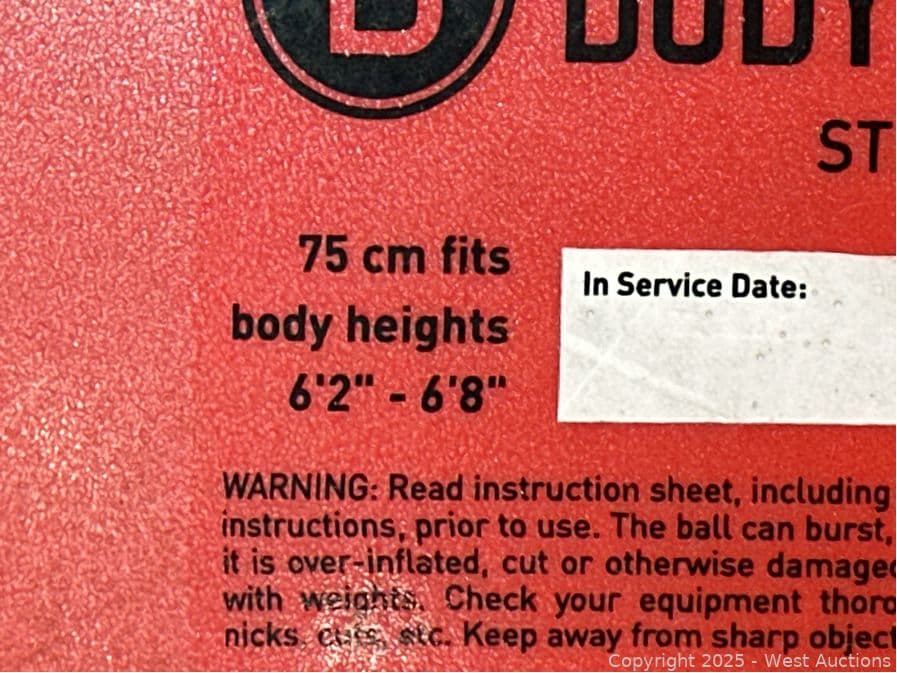 B BODY
ST
75 cm fits
body heights
6'2" - 6'8"
In Service Date:
WARNING: Read instruction sheet, including
instructions, prior to use. The ball can burst,
it is over-inflated, cut or otherwise damaged
with weights. Check your equipment thoro
nicks, cuts, etc. Keep away from sharp object
Copyright 2025 - West Auctions